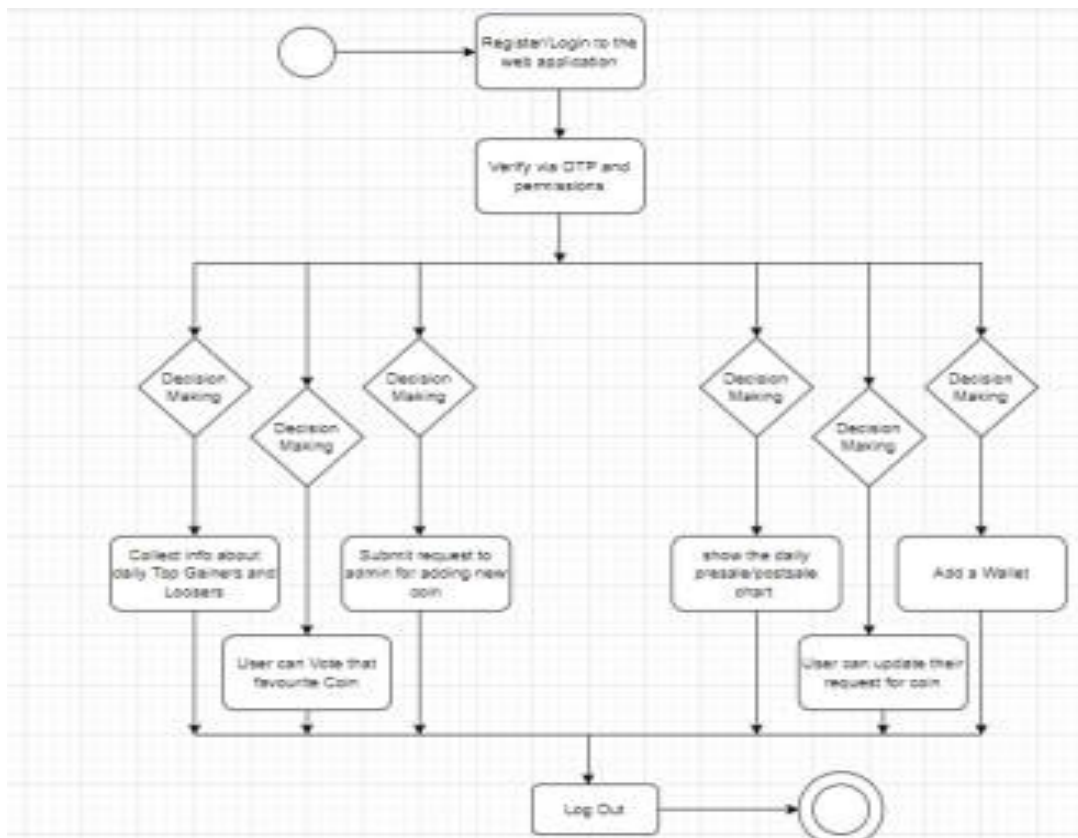 Register/Login to the
web application
Verify via OTP and
permissions
Decision
Making
Decision
Making
Decision
Making
Decision
Making
Decision
Making
Decision
Making
Collect info about
daily Top Gainers and
Loosers
Submit request to
admin for adding new
coin
show the daily
presale/postsale
chart
Add a Wallet
User can Vote that
favourite Coin
User can update their
request for coin
Log Out